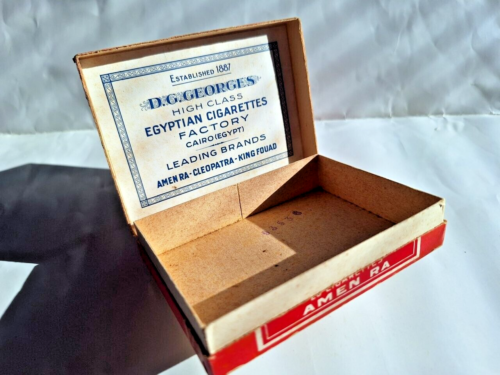 ESTABLISHED 1887
D.G. GEORGES
HIGH CLASS
EGYPTIAN CIGARETTES
FACTORY
CAIRO (EGYPT)
LEADING BRANDS
AMEN RA - CLEOPATRA - KING FOUAD
CIGARETTES
AMEN RA